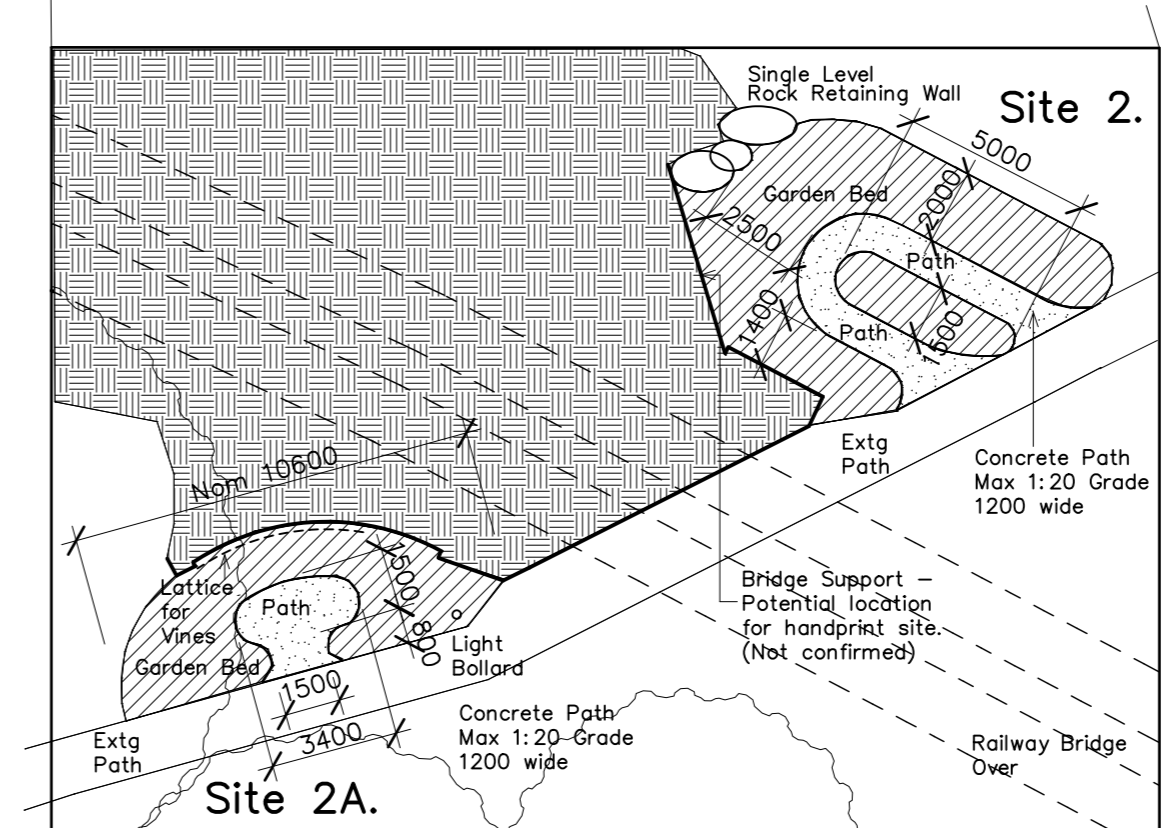 Single Level
Rock Retaining Wall
Site 2.
5000
2000
Garden Bed
2500
Path
1400
Path
1500
Extg
Path
Concrete Path
Max 1:20 Grade
1200 wide
Nom 10600
Lattice
for
Vines
Path
1500
800
Garden Bed
Light
Bollard
Bridge Support –
Potential location
for handprint site.
(Not confirmed)
1500
3400
Extg
Path
Concrete Path
Max 1:20 Grade
1200 wide
Railway Bridge
Over
Site 2A.